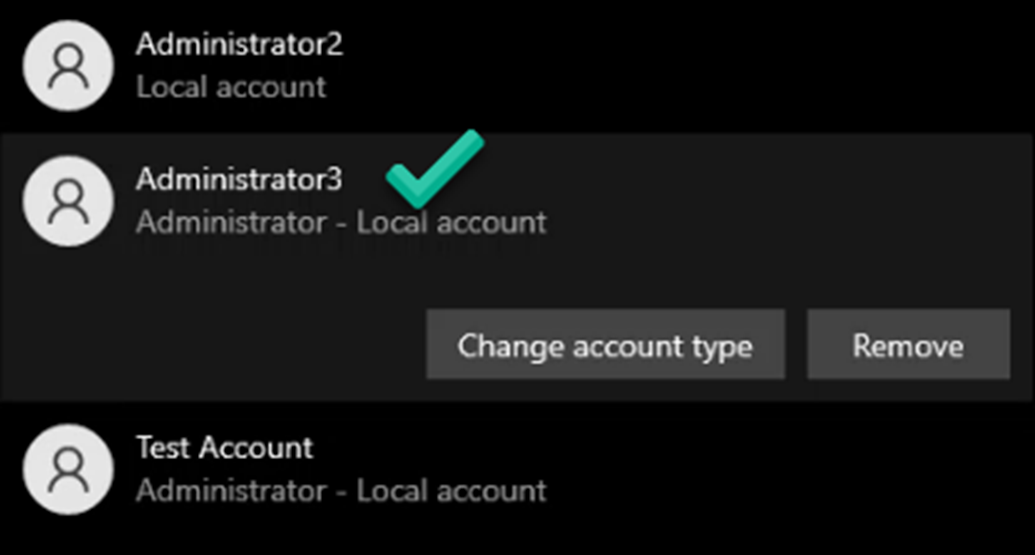 Administrator2
Local account
Administrator3
Administrator - Local account
Change account type
Remove
Test Account
Administrator - Local account